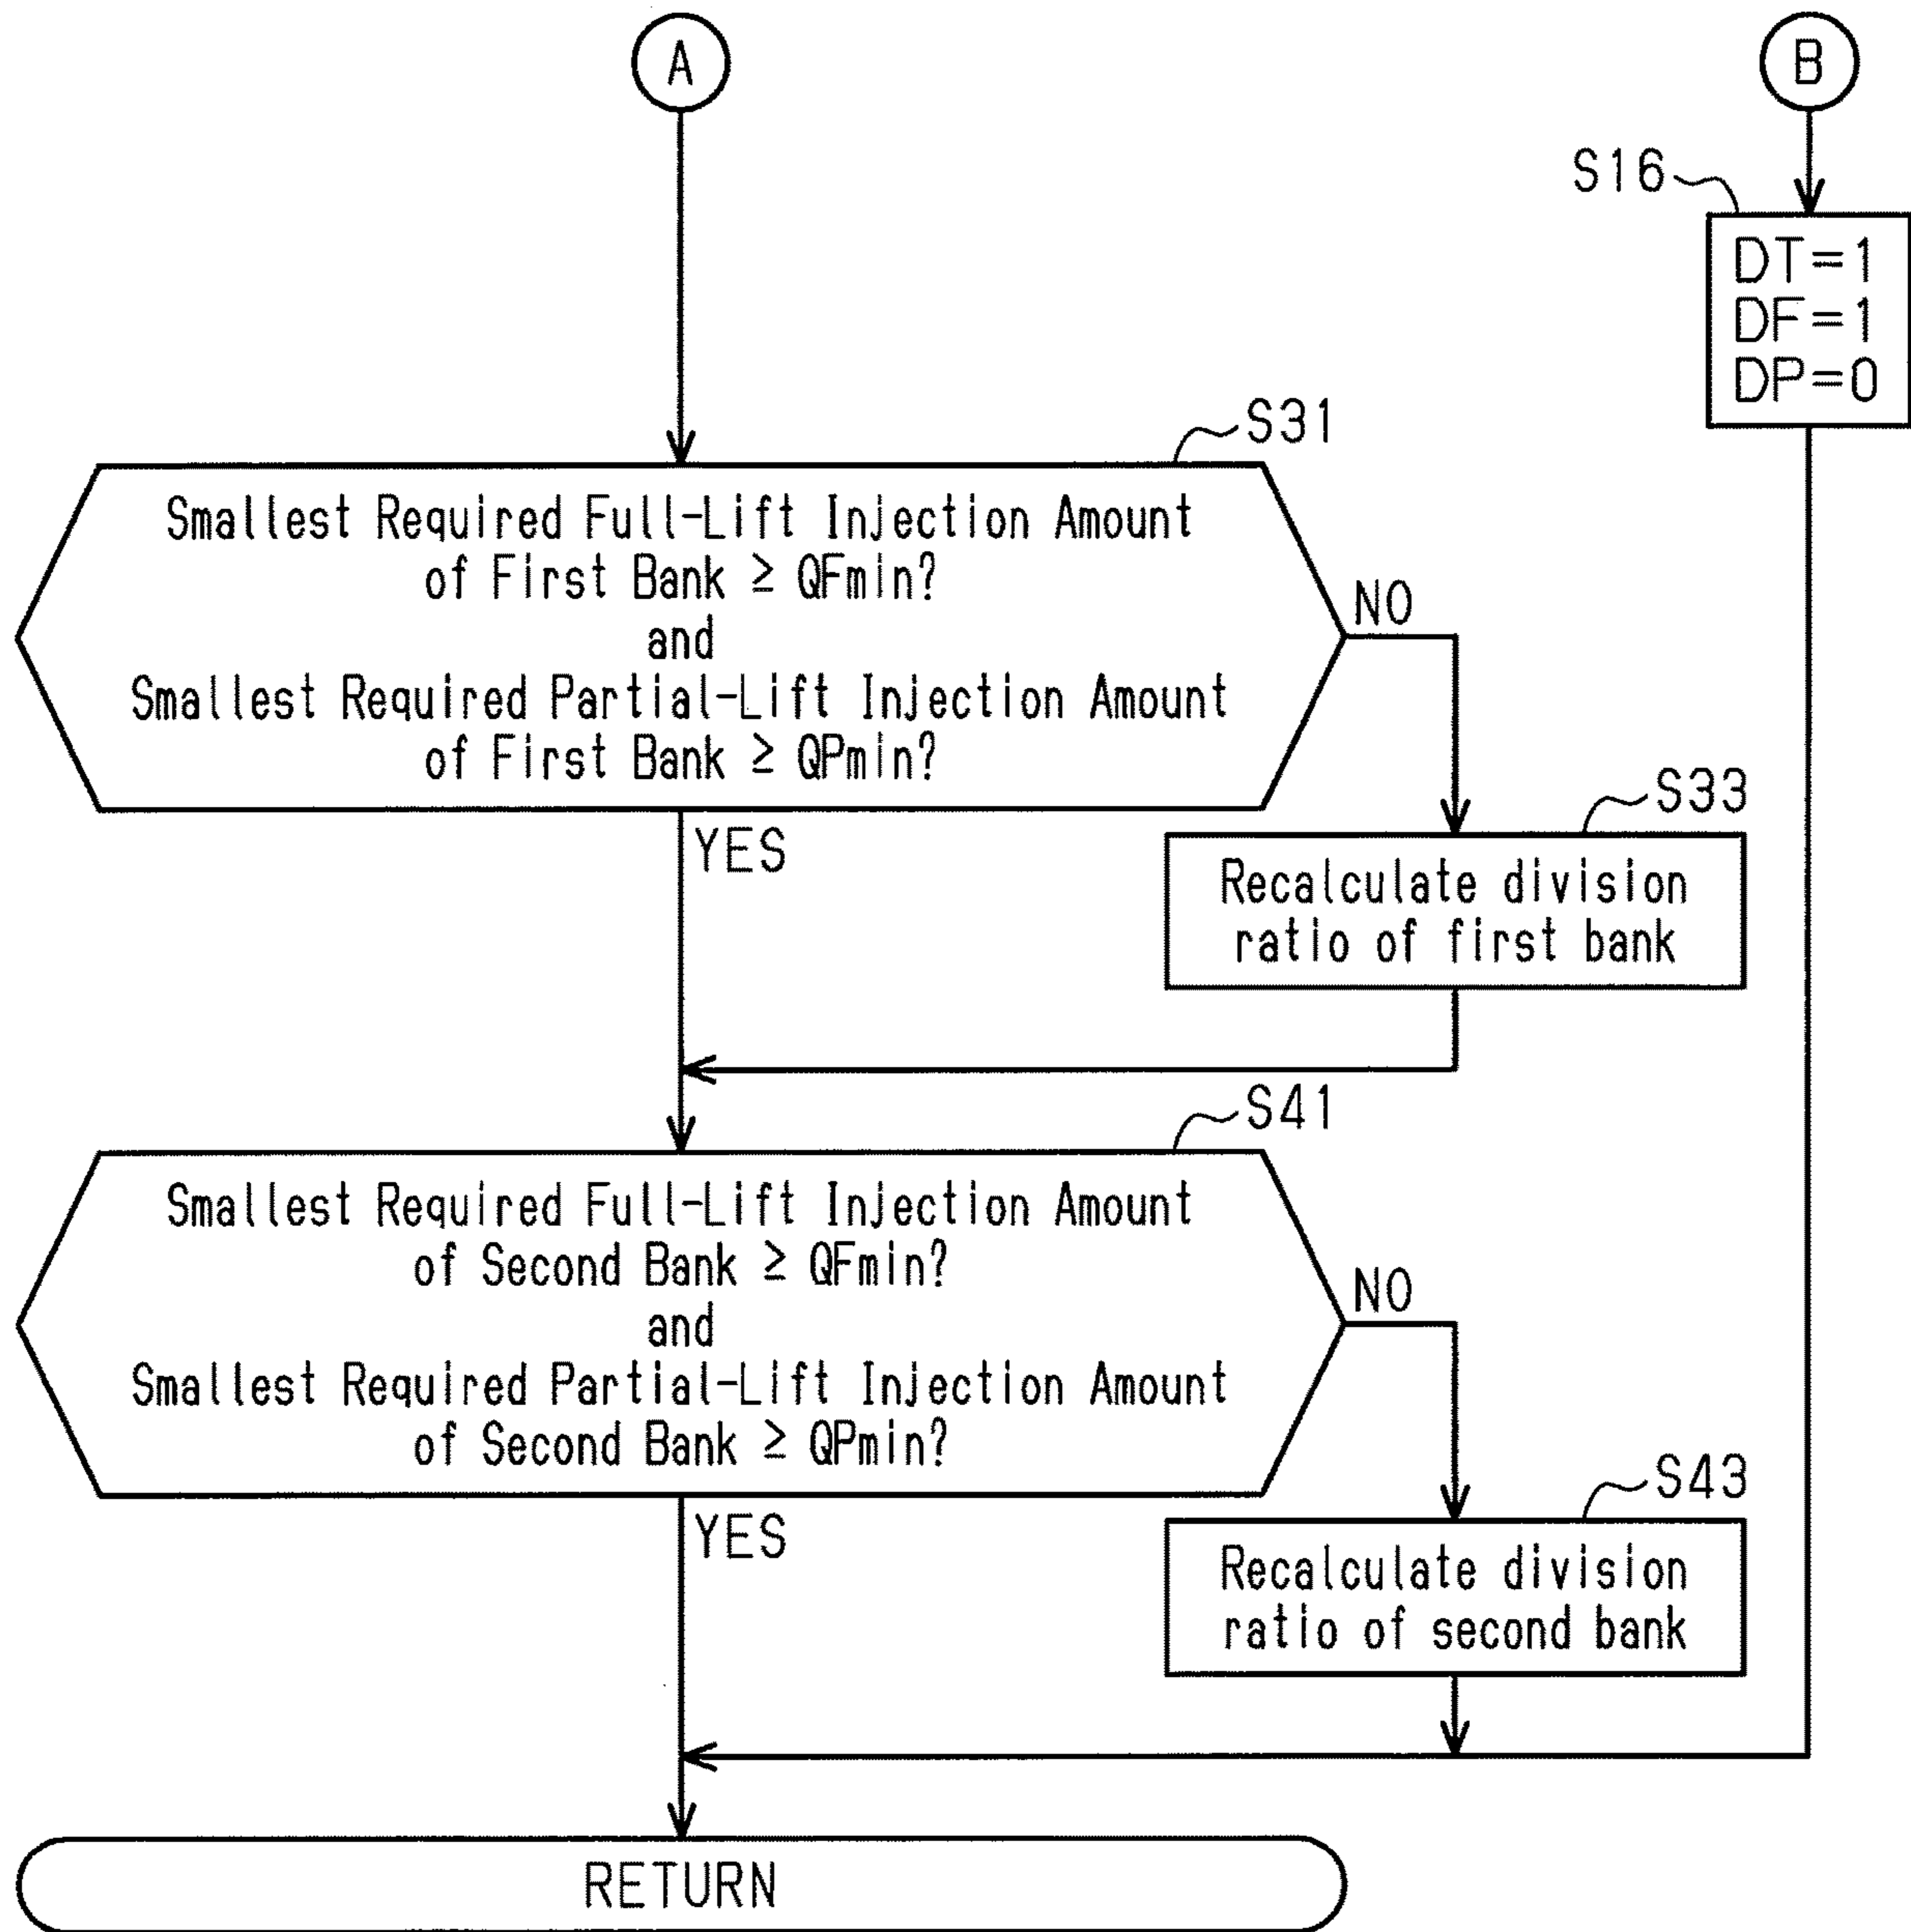 A
B
S16
DT=1
DF=1
DP=0
S31
Smallest Required Full-Lift Injection Amount
of First Bank ≥ QFmin?
and
Smallest Required Partial-Lift Injection Amount
of First Bank ≥ QPmin?
NO
YES
S33
Recalculate division
ratio of first bank
S41
Smallest Required Full-Lift Injection Amount
of Second Bank ≥ QFmin?
and
Smallest Required Partial-Lift Injection Amount
of Second Bank ≥ QPmin?
NO
YES
S43
Recalculate division
ratio of second bank
RETURN